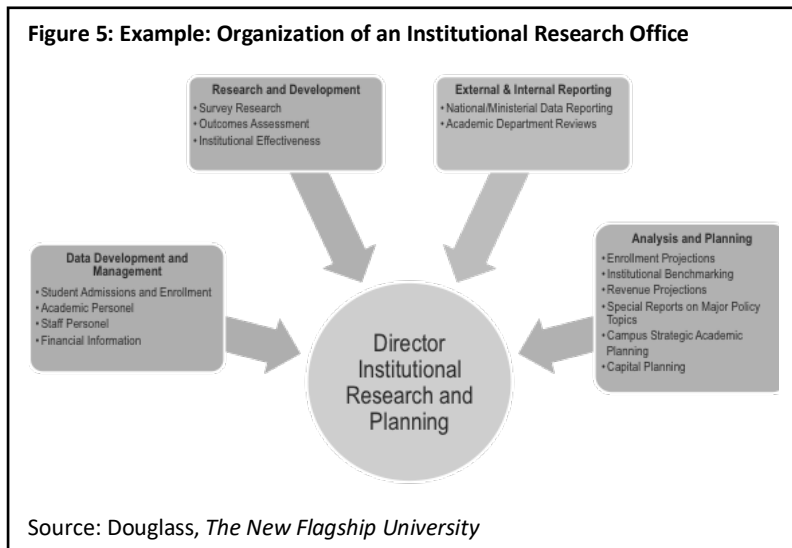 Figure 5: Example: Organization of an Institutional Research Office
Research and Development
• Survey Research
• Outcomes Assessment
• Institutional Effectiveness
External & Internal Reporting
• National/Ministerial Data Reporting
• Academic Department Reviews
Data Development and
Management
• Student Admissions and Enrollment
• Academic Personel
• Staff Personel
• Financial Information
Analysis and Planning
• Enrollment Projections
• Institutional Benchmarking
• Revenue Projections
• Special Reports on Major Policy
Topics
• Campus Strategic Academic
Planning
• Capital Planning
Director
Institutional
Research and
Planning
Source: Douglass, The New Flagship University